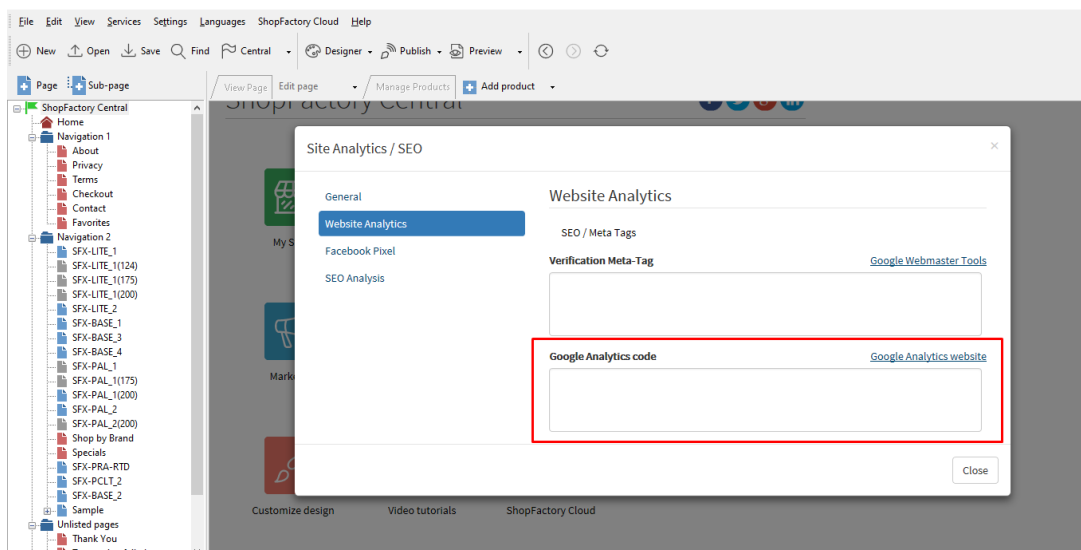 File Edit View Services Settings Languages ShopFactory Cloud Help
New Open Save Find Central Designer Publish Preview
Page Sub-page View Page Edit page Manage Products Add product
ShopFactory Central
Home
Navigation 1
About
Privacy
Terms
Checkout
Contact
Favorites
Navigation 2
SFX-LITE_1
SFX-LITE_1(124)
SFX-LITE_1(175)
SFX-LITE_1(200)
SFX-LITE_2
SFX-BASE_1
SFX-BASE_3
SFX-BASE_4
SFX-PAL_1
SFX-PAL_1(175)
SFX-PAL_1(200)
SFX-PAL_2
SFX-PAL_2(200)
Shop by Brand
Specials
SFX-PRA-RTD
SFX-PCLT_2
SFX-BASE_2
Sample
Unlisted pages
Thank You
ShopFactory Central
My S
Marke
Customize design Video tutorials ShopFactory Cloud
Site Analytics / SEO
General
Website Analytics
Facebook Pixel
SEO Analysis
Website Analytics
SEO / Meta Tags
Verification Meta-Tag Google Webmaster Tools
Google Analytics code Google Analytics website
Close